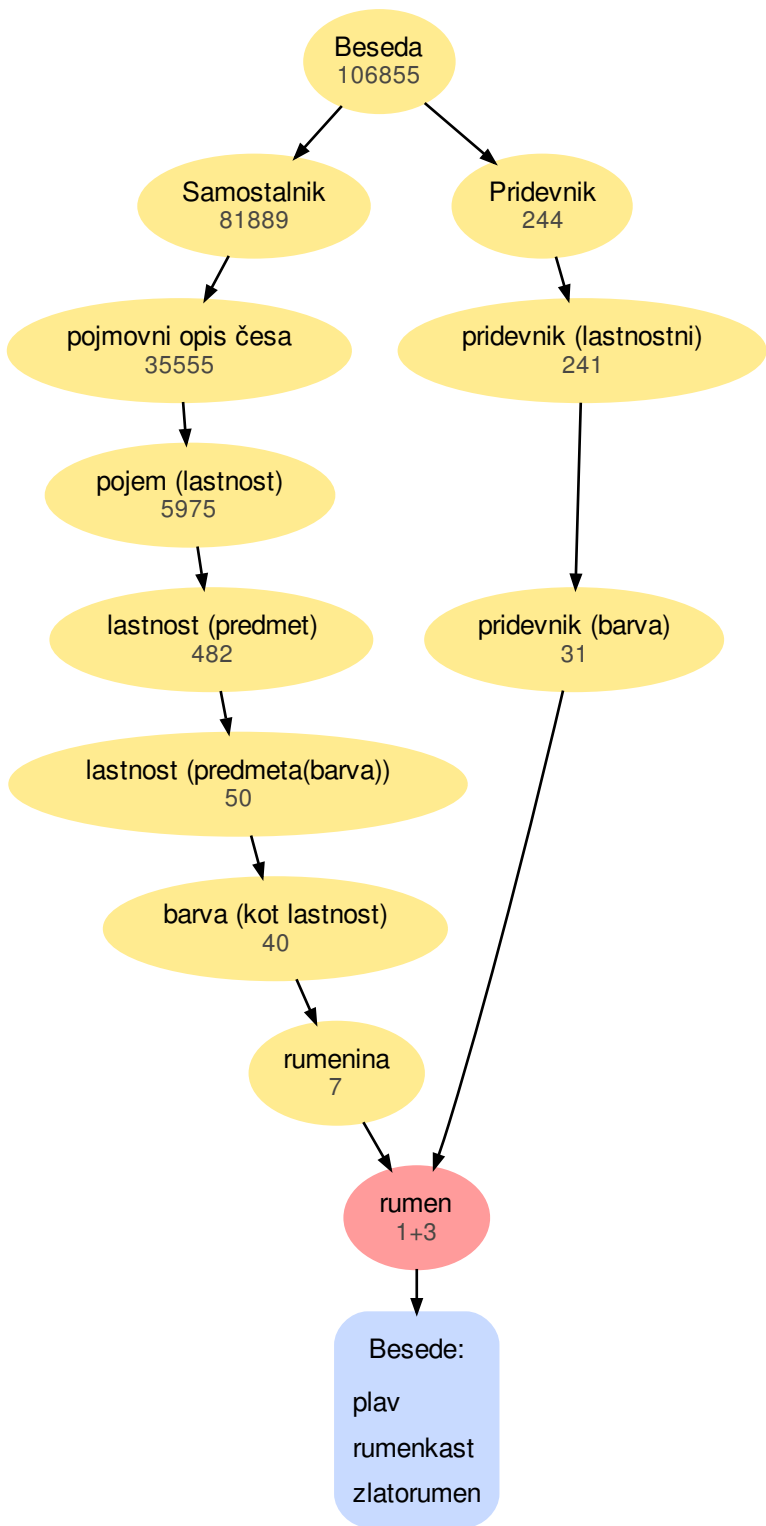 Beseda
106855
Samostalnik
81889
Pridevnik
244
pojmovni opis česa
35555
pridevnik (lastnostni)
241
pojem (lastnost)
5975
lastnost (predmet)
482
pridevnik (barva)
31
lastnost (predmeta(barva))
50
barva (kot lastnost)
40
rumenina
7
rumen
1+3
Besede:
plav
rumenkast
zlatorumen